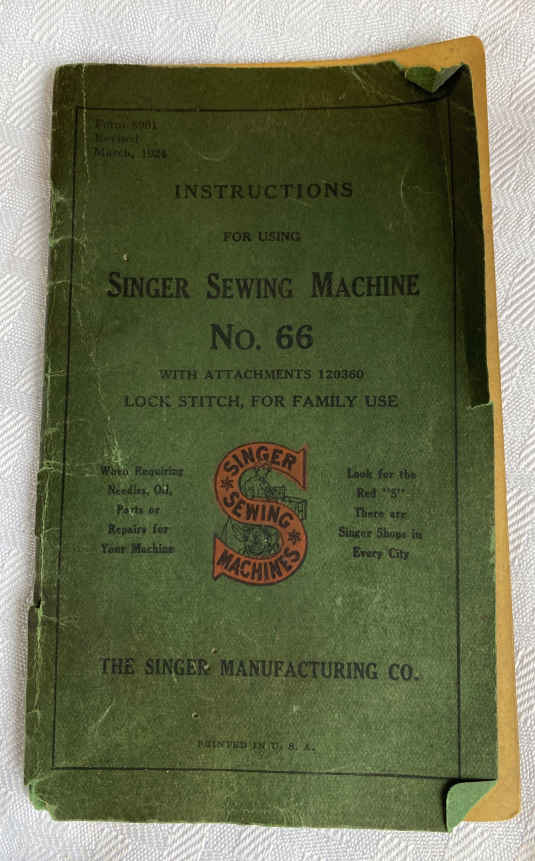 Form 8901
Revised
March, 1924
INSTRUCTIONS
FOR USING
SINGER SEWING MACHINE
No. 66
WITH ATTACHMENTS 120360
LOCK STITCH, FOR FAMILY USE
When Requiring
Needles, Oil,
Parts or
Repairs for
Your Machine
SINGER
SEWING
MACHINES
Look for the
Red "S"
There are
Singer Shops in
Every City
THE SINGER MANUFACTURING CO.
PRINTED IN U. S. A.